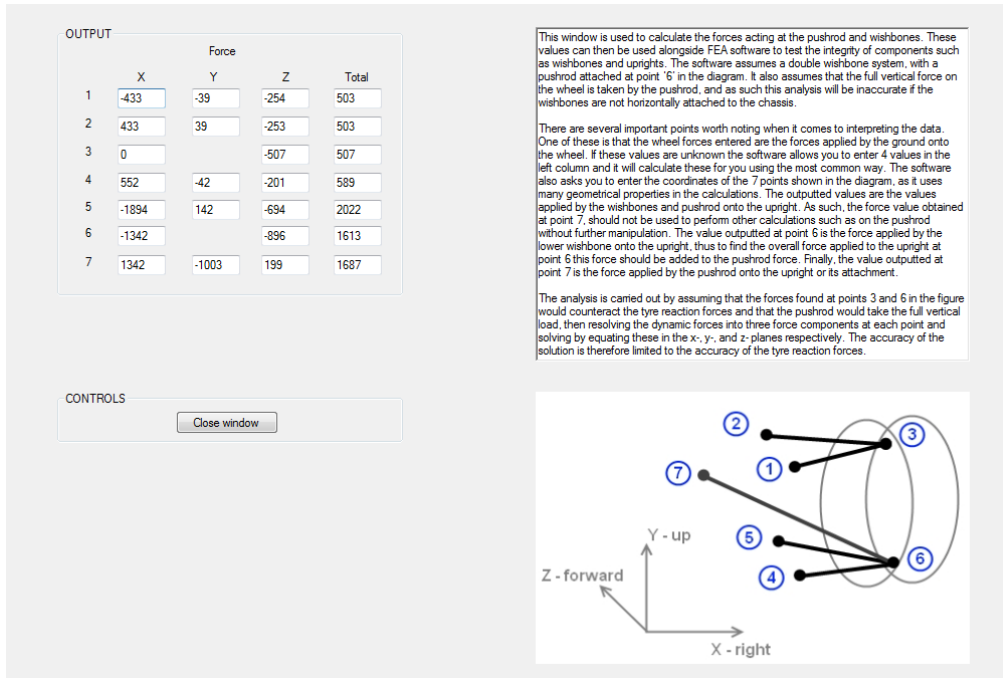 OUTPUT
Force
X Y Z Total
1 -433 -39 -254 503
2 433 39 -253 503
3 0 -507 507
4 552 -42 -201 589
5 -1894 142 -694 2022
6 -1342 -896 1613
7 1342 -1003 199 1687
This window is used to calculate the forces acting at the pushrod and wishbones. These
values can then be used alongside FEA software to test the integrity of components such
as wishbones and uprights. The software assumes a double wishbone system, with a
pushrod attached at point '6' in the diagram. It also assumes that the full vertical force on
the wheel is taken by the pushrod, and as such this analysis will be inaccurate if the
wishbones are not horizontally attached to the chassis.
There are several important points worth noting when it comes to interpreting the data.
One of these is that the wheel forces entered are the forces applied by the ground onto
the wheel. If these values are unknown the software allows you to enter 4 values in the
left column and it will calculate these for you using the most common way. The software
also asks you to enter the coordinates of the 7 points shown in the diagram, as it uses
many geometrical properties in the calculations. The outputted values are the values
applied by the wishbones and pushrod onto the upright. As such, the force value obtained
at point 7, should not be used to perform other calculations such as on the pushrod
without further manipulation. The value outputted at point 6 is the force applied by the
lower wishbone onto the upright, thus to find the overall force applied to the upright at
point 6 this force should be added to the pushrod force. Finally, the value outputted at
point 7 is the force applied by the pushrod onto the upright or its attachment.
The analysis is carried out by assuming that the forces found at points 3 and 6 in the figure
would counteract the tyre reaction forces and that the pushrod would take the full vertical
load, then resolving the dynamic forces into three force components at each point and
solving by equating these in the x-, y-, and z- planes respectively. The accuracy of the
solution is therefore limited to the accuracy of the tyre reaction forces.
CONTROLS
Close window
2
3
1
7
Y - up
5
6
Z - forward
4
X - right